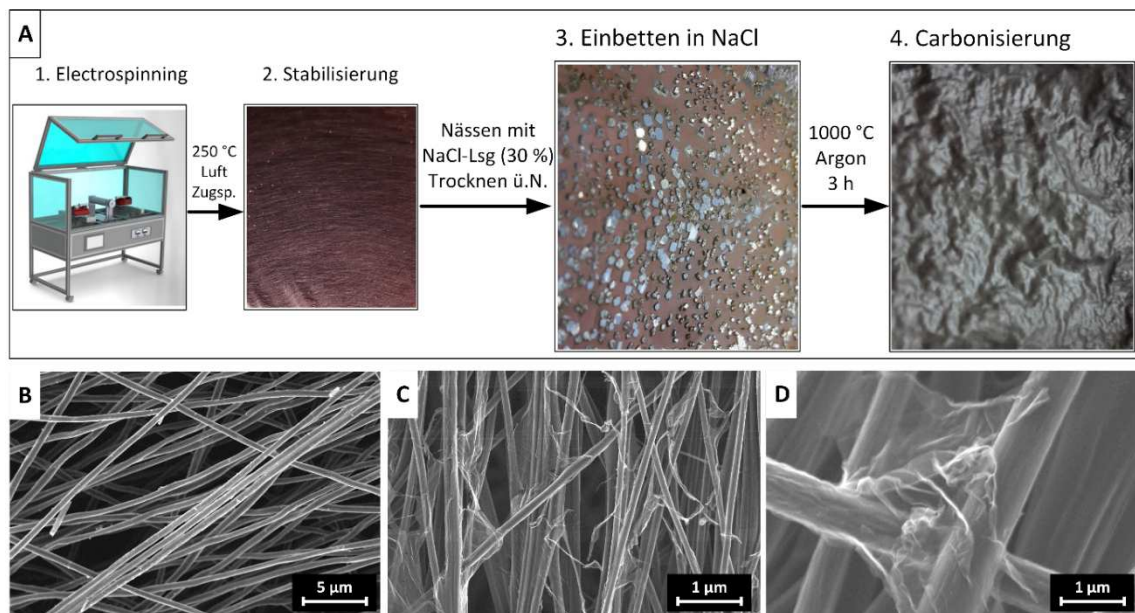 A
1. Electrospinning
250 °C
Luft
Zugsp.
2. Stabilisierung
Nässen mit
NaCl-Lsg (30 %)
Trocknen ü.N.
3. Einbetten in NaCl
1000 °C
Argon
3 h
4. Carbonisierung
B
5 µm
C
1 µm
D
1 µm